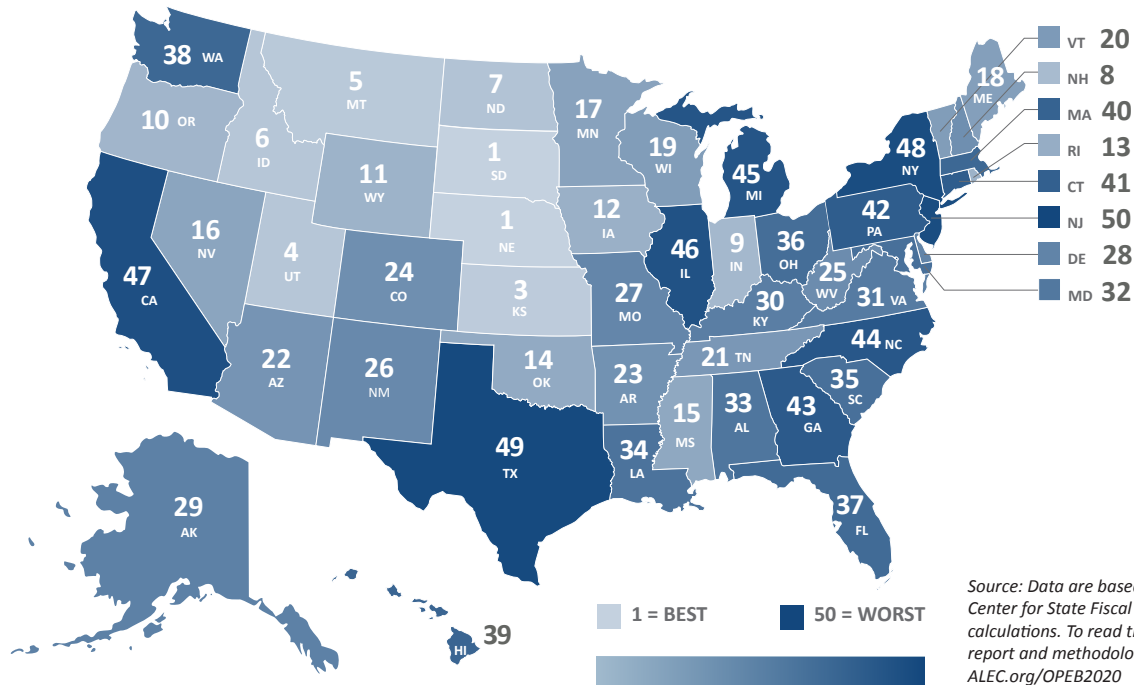 38 WA
5
MT
7
ND
17
MN
18
ME
VT 20
NH 8
MA 40
RI 13
CT 41
NJ 50
DE 28
MD 32
10 OR
6
ID
1
SD
19
WI
45
MI
48
NY
11
WY
1
NE
12
IA
42
PA
16
NV
4
UT
24
CO
3
KS
27
MO
46
IL
9
IN
36
OH
25
WV
31 VA
47
CA
30
KY
44 NC
22
AZ
26
NM
14
OK
23
AR
21 TN
35
SC
49
TX
34
LA
15
MS
33
AL
43
GA
37
FL
29
AK
39
HI
1 = BEST
50 = WORST
Source: Data are based
Center for State Fiscal
calculations. To read t
report and methodolo
ALEC.org/OPEB2020